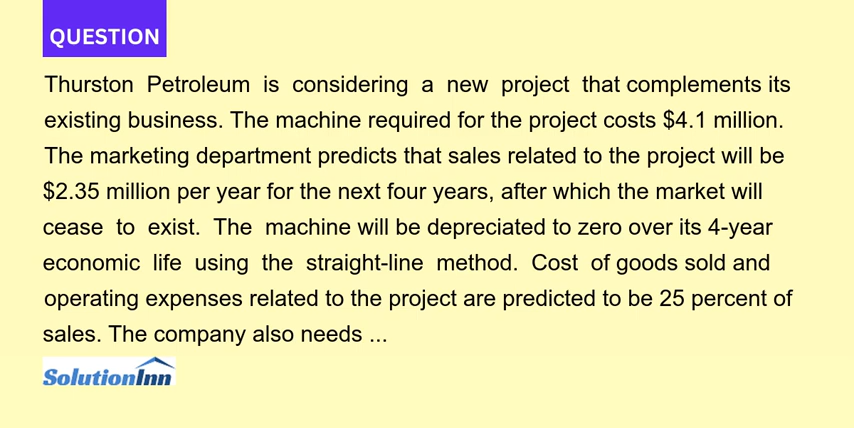 QUESTION
Thurston Petroleum is considering a new project that complements its
existing business. The machine required for the project costs $4.1 million.
The marketing department predicts that sales related to the project will be
$2.35 million per year for the next four years, after which the market will
cease to exist. The machine will be depreciated to zero over its 4-year
economic life using the straight-line method. Cost of goods sold and
operating expenses related to the project are predicted to be 25 percent of
sales. The company also needs ...
SolutionInn